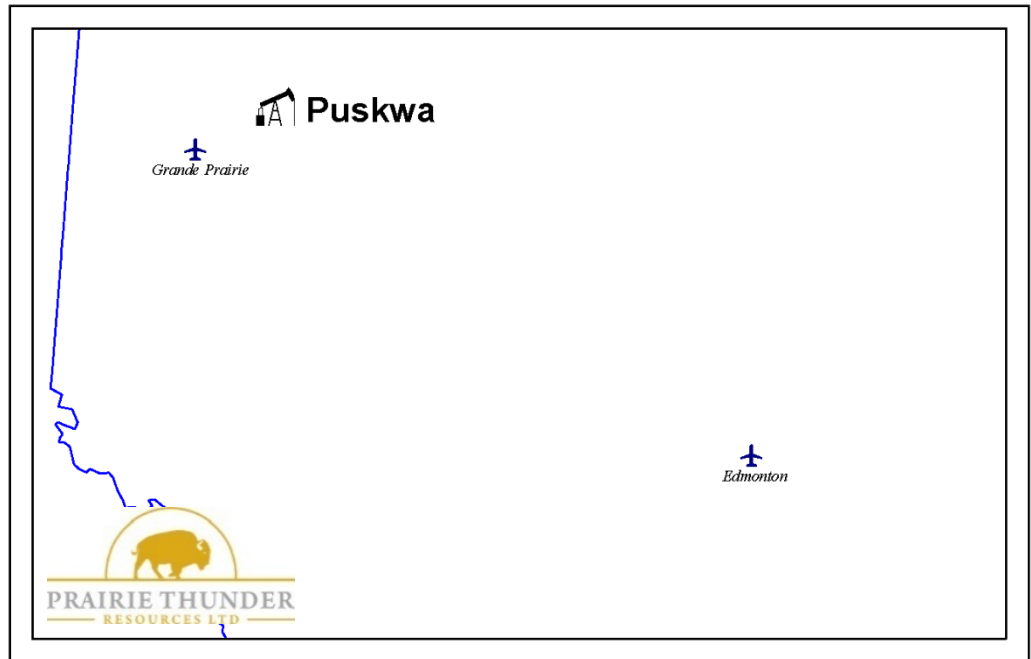 Puskwa
Grande Prairie
Edmonton
PRAIRIE THUNDER
RESOURCES LTD